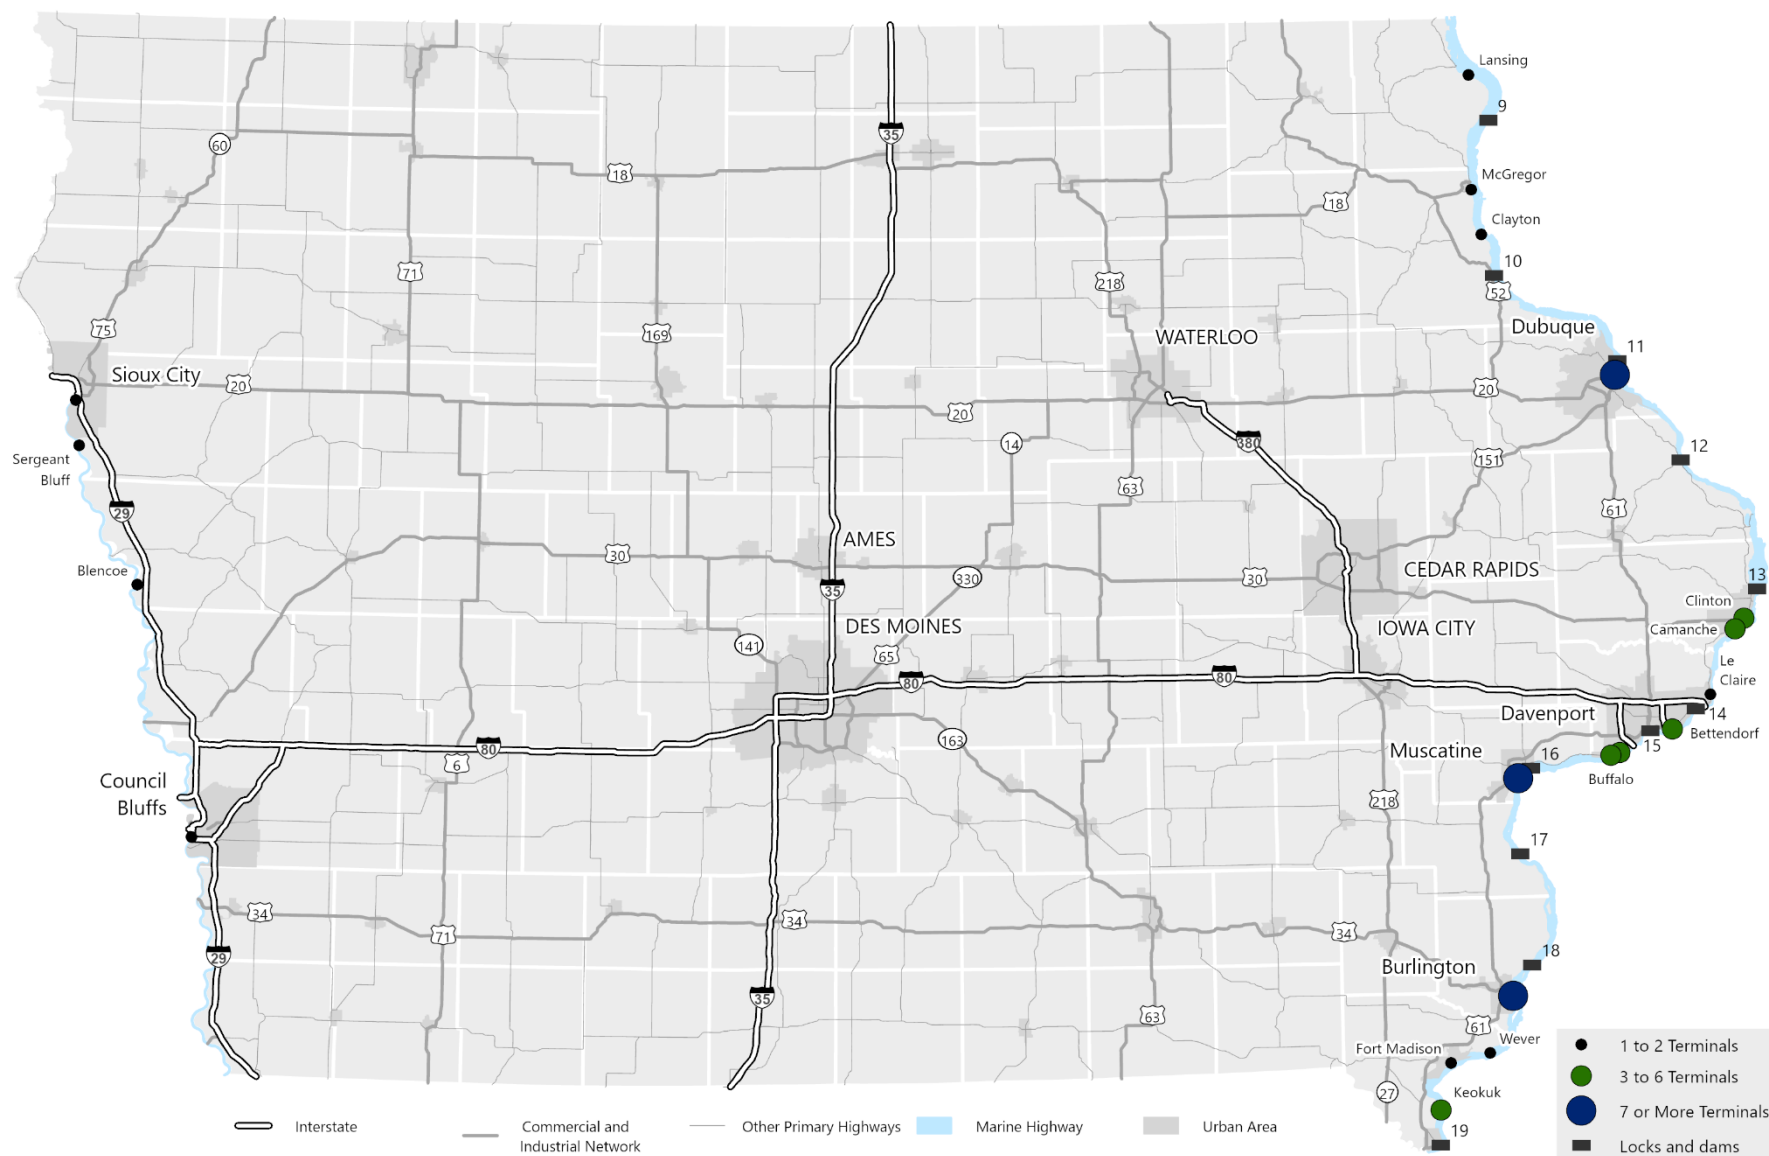 Lansing
9
35
60
18
McGregor
18
Clayton
10
71
218
52
Dubuque
75
169
WATERLOO
11
Sioux City
20
20
20
14
380
12
Sergeant
Bluff
151
63
29
61
AMES
30
CEDAR RAPIDS
Blencoe
330
30
13
35
Clinton
DES MOINES
IOWA CITY
Camanche
141
65
Le
Claire
80
80
Davenport
14
163
15
Bettendorf
80
Muscatine
16
6
Buffalo
Council
Bluffs
218
17
34
34
71
34
18
29
Burlington
35
63
61
Wever
Fort Madison
27
Keokuk
19
1 to 2 Terminals
3 to 6 Terminals
7 or More Terminals
Locks and dams
Interstate
Commercial and
Industrial Network
Other Primary Highways
Marine Highway
Urban Area